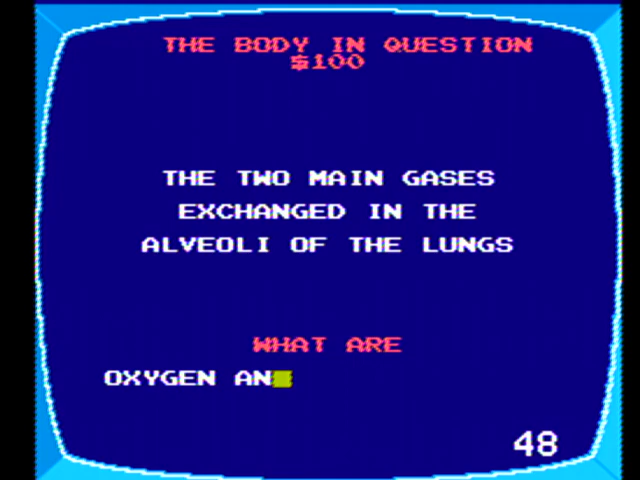 THE BODY IN QUESTION
$100
THE TWO MAIN GASES
EXCHANGED IN THE
ALVEOLI OF THE LUNGS
WHAT ARE
OXYGEN AN
48